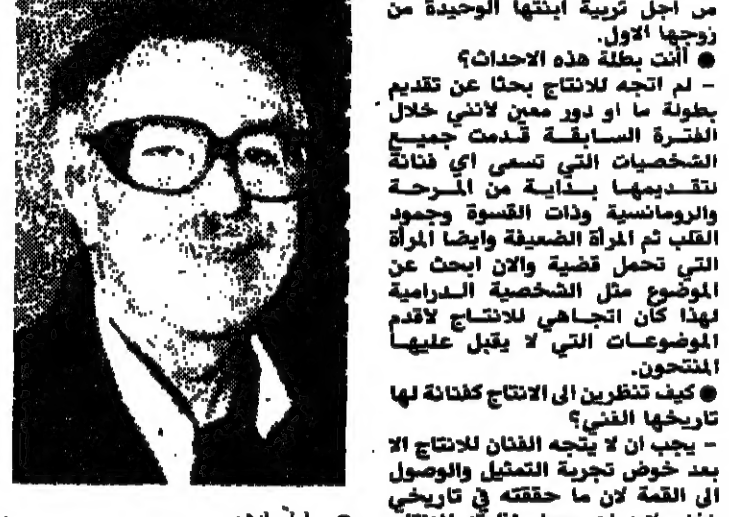 من اجل تربية ابنتها الوحيدة من
زوجها الاول.
● أأنت بطلة هذه الاحداث؟
- لم اتجه للانتاج بحثا عن تقديم
بطولة ما او دور معين لأنني خلال
الفترة السابقة قدمت جميع
الشخصيات التي تسعى اي فنانة
لتقديمها بداية من المرحة
والرومانسية وذات القسوة وجمود
القلب ثم المرأة الضعيفة وايضا المرأة
التي تحمل قضية والان ابحث عن
الموضوع مثل الشخصية الدرامية
لهذا كان اتجاهي للانتاج لاقدم
الموضوعات التي لا يقبل عليها
المنتجون.
● كيف تنظرين الى الانتاج كفنانة لها
تاريخها الفني؟
- يجب ان لا يتجه الفنان للانتاج الا
بعد خوض تجربة التمثيل والوصول
الى القمة لان ما حققته في تاريخي